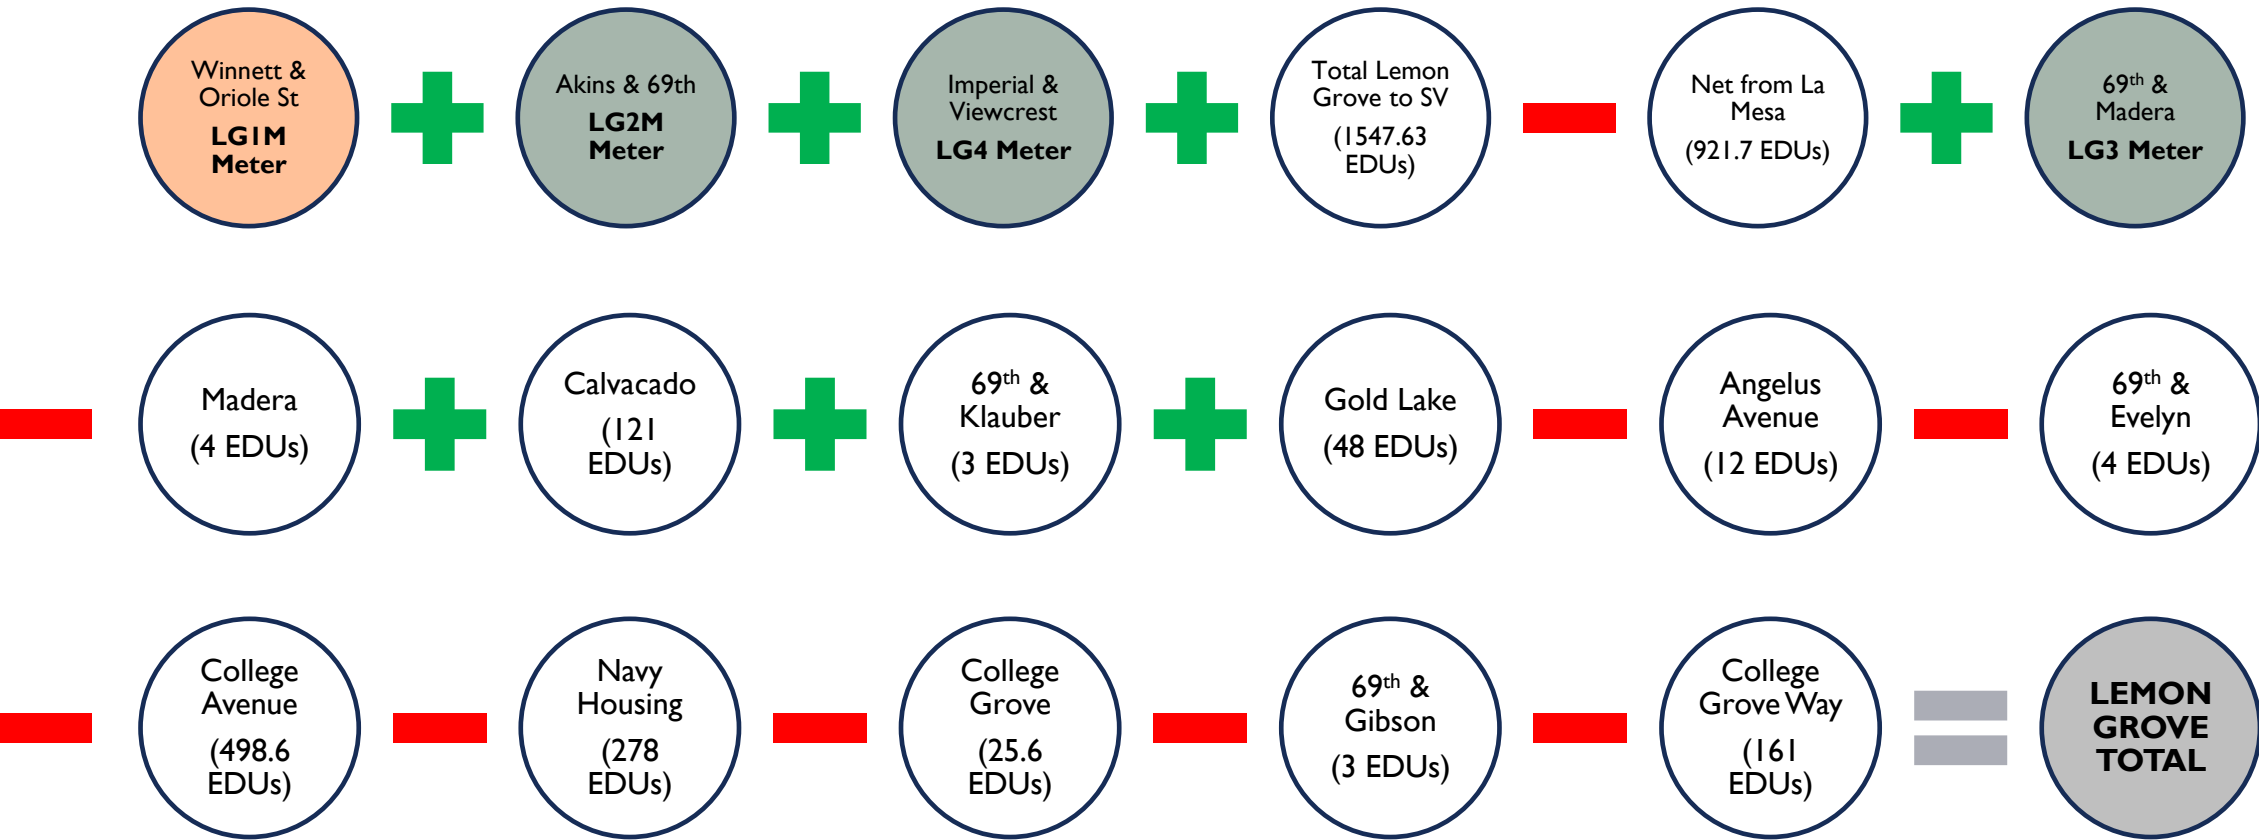 Winnett &
Oriole St
LG1M
Meter
Akins & 69th
LG2M
Meter
Imperial &
Viewcrest
LG4 Meter
Total Lemon
Grove to SV
(1547.63
EDUs)
Net from La
Mesa
(921.7 EDUs)
69th &
Madera
LG3 Meter
Madera
(4 EDUs)
Calvacado
(121
EDUs)
69th &
Klauber
(3 EDUs)
Gold Lake
(48 EDUs)
Angelus
Avenue
(12 EDUs)
69th &
Evelyn
(4 EDUs)
College
Avenue
(498.6
EDUs)
Navy
Housing
(278
EDUs)
College
Grove
(25.6
EDUs)
69th &
Gibson
(3 EDUs)
College
Grove Way
(161
EDUs)
LEMON
GROVE
TOTAL